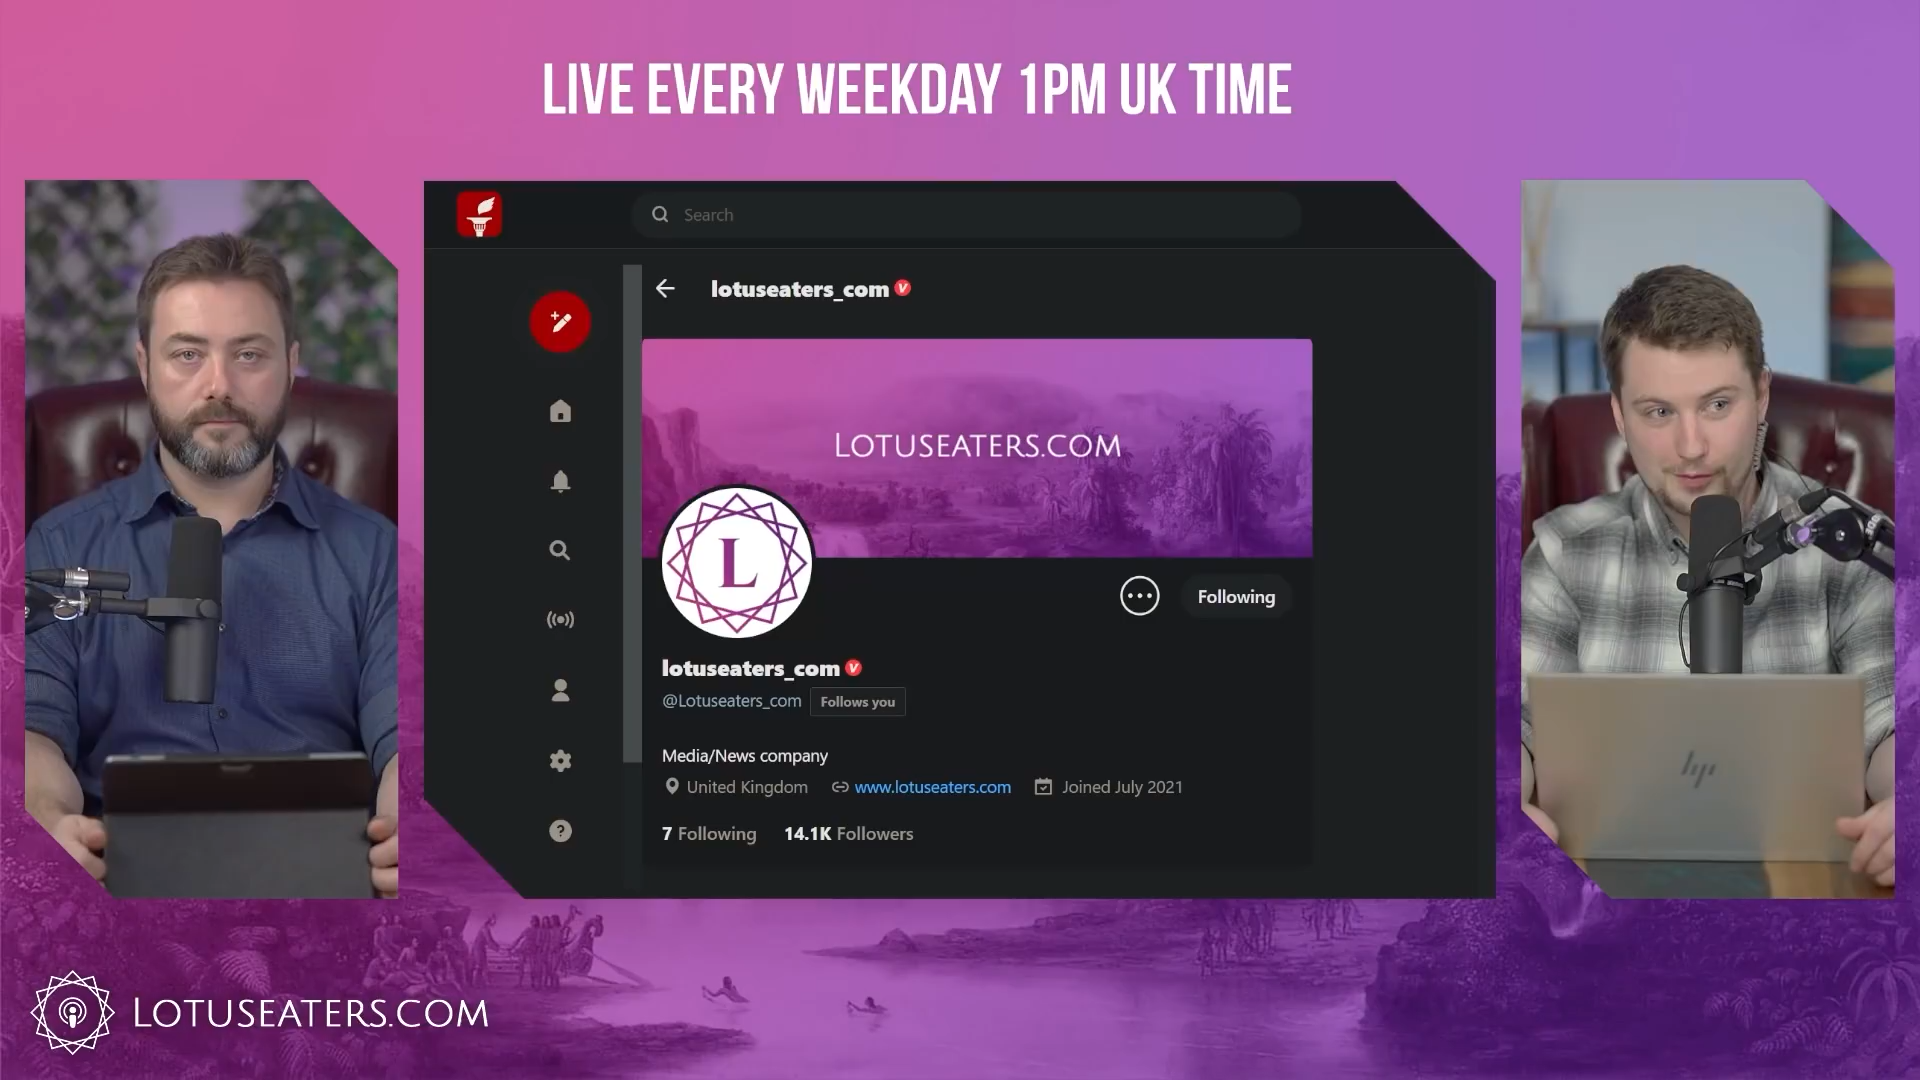 LIVE EVERY WEEKDAY 1PM UK TIME
Search
lotuseaters_com
LOTUSEATERS.COM
L
Following
lotuseaters_com
@Lotuseaters_com Follows you
Media/News company
United Kingdom www.lotuseaters.com Joined July 2021
7 Following 14.1K Followers
hp
LOTUSEATERS.COM